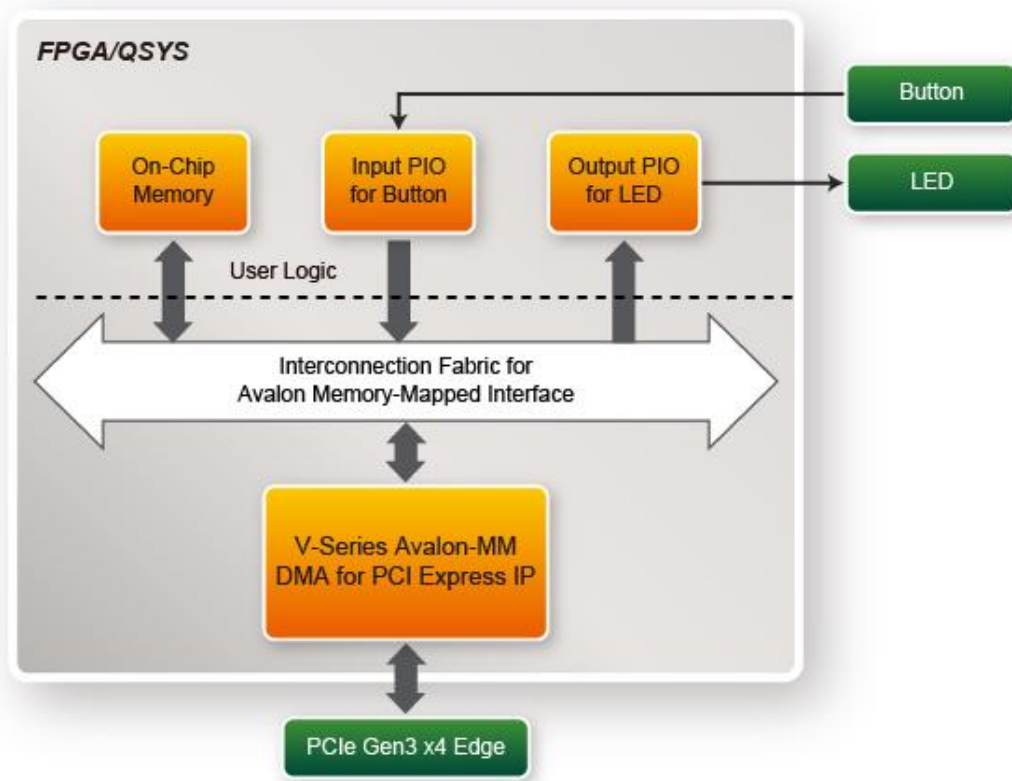 FPGA/QSYS
Button
On-Chip
Memory
Input PIO
for Button
Output PIO
for LED
LED
User Logic
Interconnection Fabric for
Avalon Memory-Mapped Interface
V-Series Avalon-MM
DMA for PCI Express IP
PCIe Gen3 x4 Edge